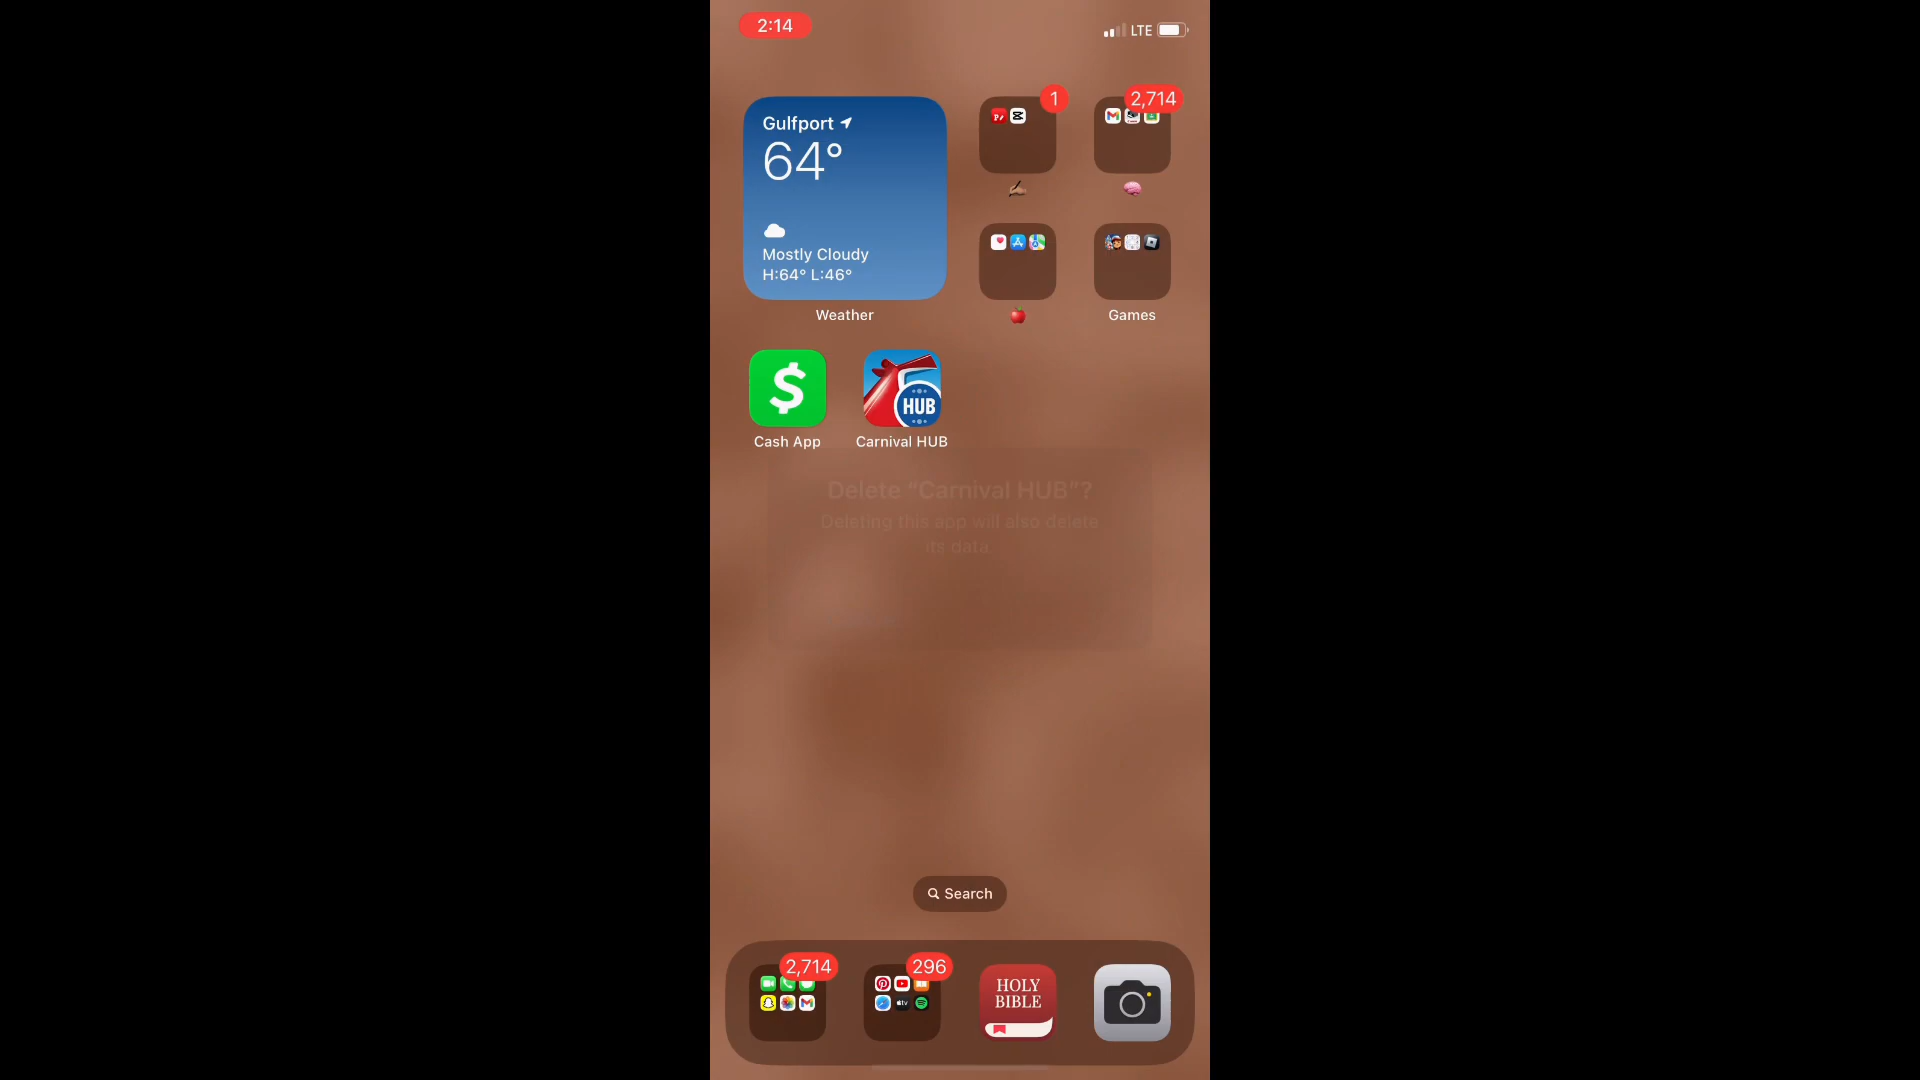 2:14
LTE
Gulfport
64°
Mostly Cloudy
H:64° L:46°
Weather
1
2,714
Games
$
HUB
Cash App
Carnival HUB
Delete “Carnival HUB”?
Deleting this app will also delete
its data.
Search
2,714
296
tv
HOLY
BIBLE